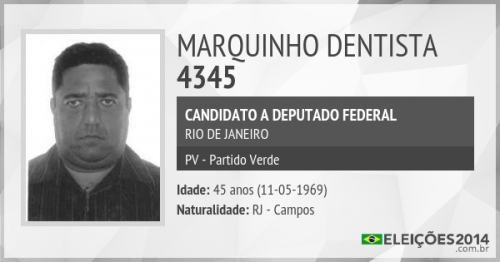 MARQUINHO DENTISTA
4345
CANDIDATO A DEPUTADO FEDERAL
RIO DE JANEIRO
PV - Partido Verde
Idade: 45 anos (11-05-1969)
Naturalidade: RJ - Campos
ELEIÇÕES2014
.com.br